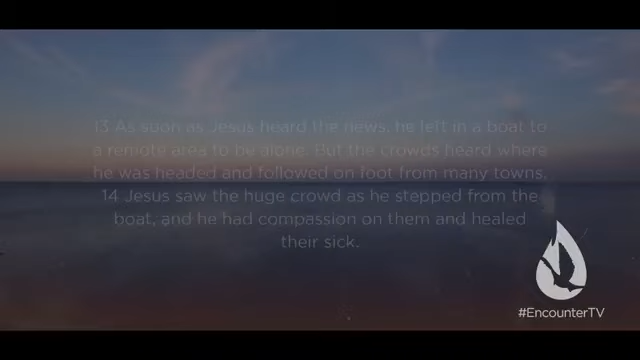 13 As soon as Jesus heard the news, he left in a boat to
a remote area to be alone. But the crowds heard where
he was headed and followed on foot from many towns.
14 Jesus saw the huge crowd as he stepped from the
boat, and he had compassion on them and healed
their sick.
#EncounterTV